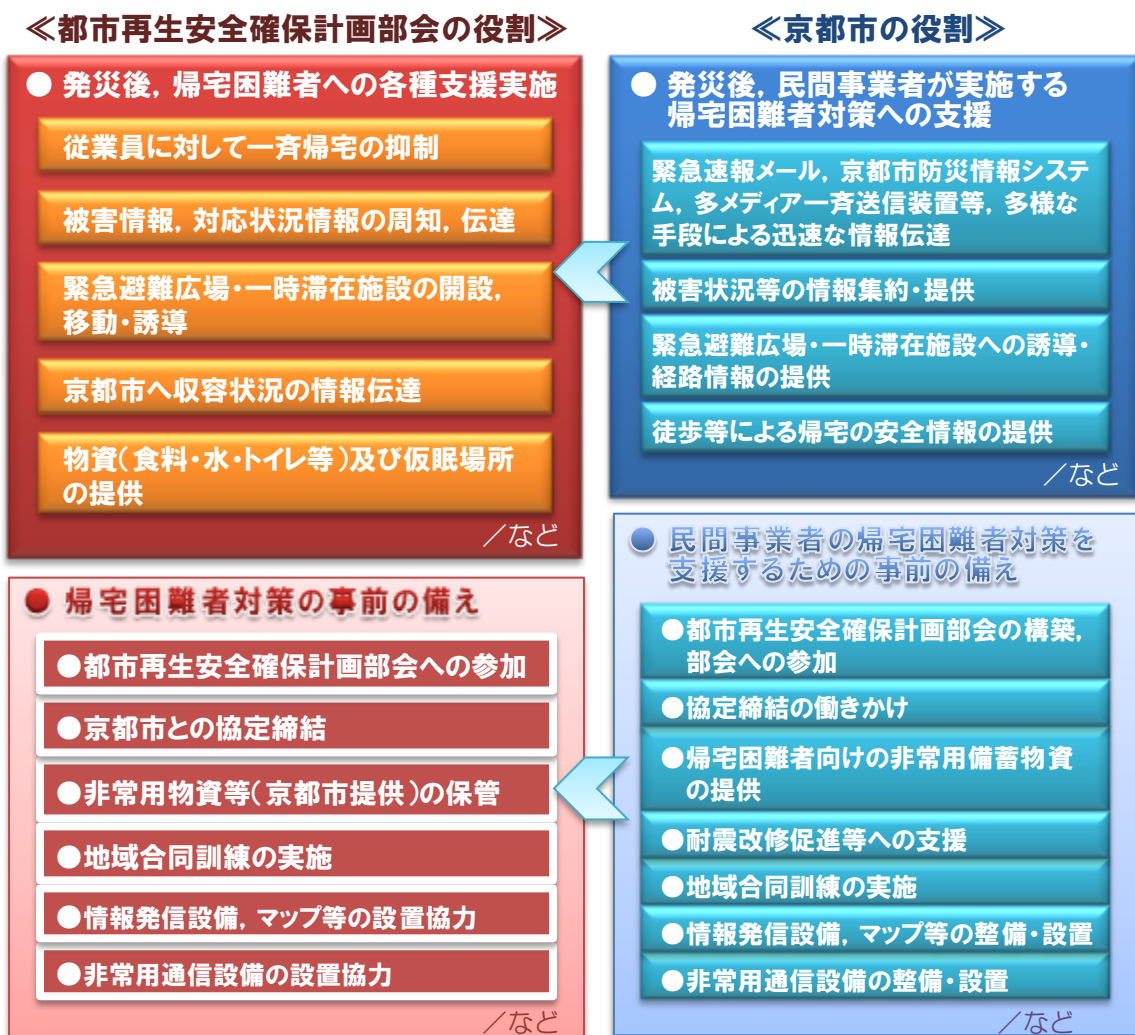 ≪都市再生安全確保計画部会の役割≫
● 発災後，帰宅困難者への各種支援実施
従業員に対して一斉帰宅の抑制
被害情報，対応状況情報の周知，伝達
緊急避難広場・一時滞在施設の開設，
移動・誘導
京都市へ収容状況の情報伝達
物資（食料・水・トイレ等）及び仮眠場所
の提供
／など
● 帰宅困難者対策の事前の備え
●都市再生安全確保計画部会への参加
●京都市との協定締結
●非常用物資等（京都市提供）の保管
●地域合同訓練の実施
●情報発信設備，マップ等の設置協力
●非常用通信設備の設置協力
／など
≪京都市の役割≫
● 発災後，民間事業者が実施する
帰宅困難者対策への支援
緊急速報メール，京都市防災情報システ
ム，多メディア一斉送信装置等，多様な
手段による迅速な情報伝達
被害状況等の情報集約・提供
緊急避難広場・一時滞在施設への誘導・
経路情報の提供
徒歩等による帰宅の安全情報の提供
／など
● 民間事業者の帰宅困難者対策を
支援するための事前の備え
●都市再生安全確保計画部会の構築，
部会への参加
●協定締結の働きかけ
●帰宅困難者向けの非常用備蓄物資
の提供
●耐震改修促進等への支援
●地域合同訓練の実施
●情報発信設備，マップ等の整備・設置
●非常用通信設備の整備・設置
／など